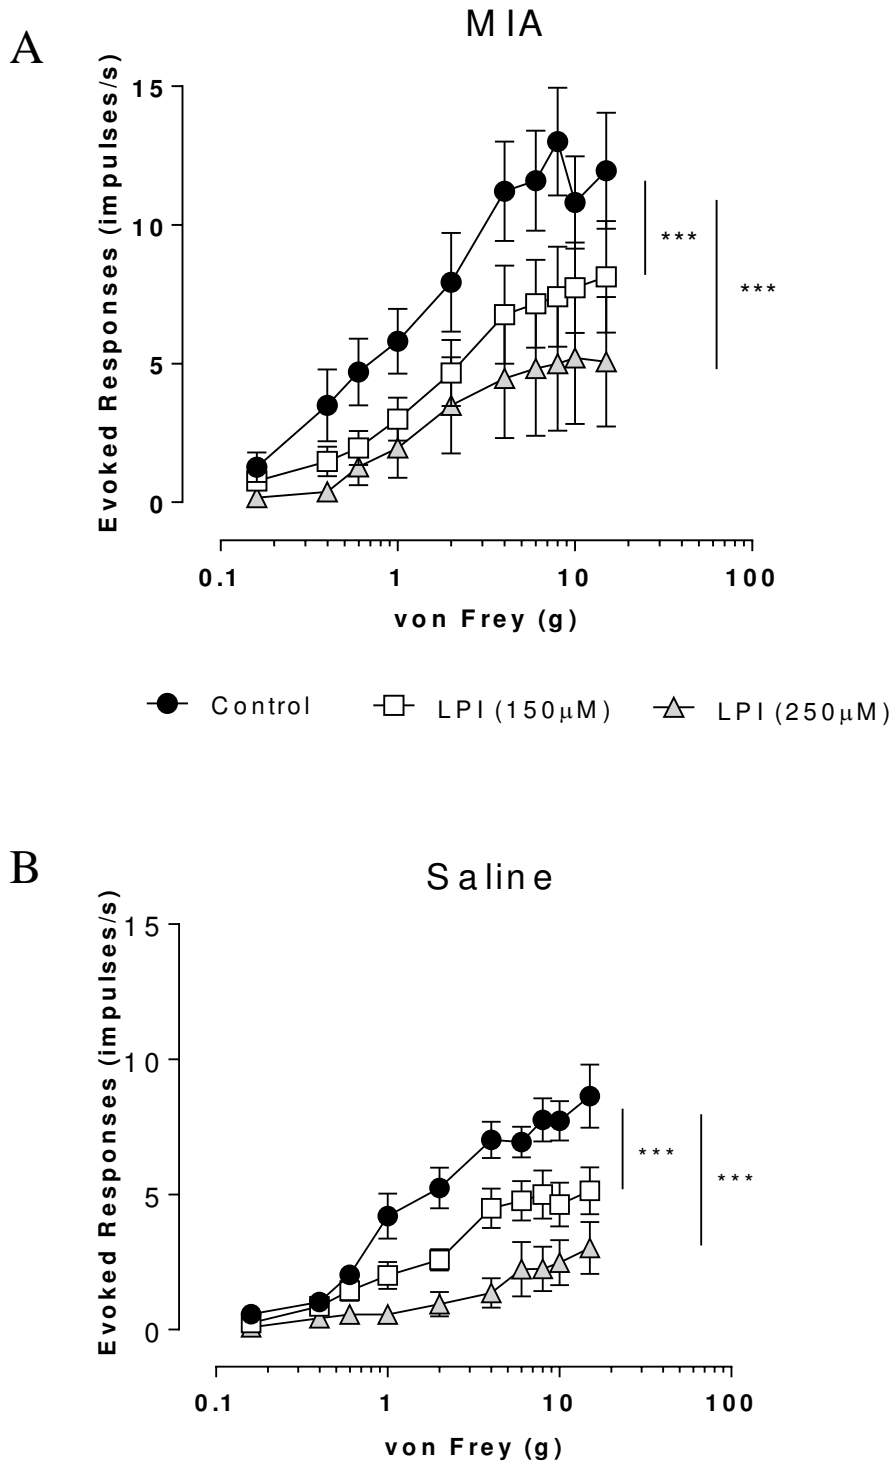 A
MIA
Evoked Responses (impulses/s)
15
10
5
0
***
***
0.1 1 10 100
von Frey (g)
Control LPI (150μM) LPI (250μM)
B
Saline
Evoked Responses (impulses/s)
15
10
5
0
***
***
0.1 1 10 100
von Frey (g)